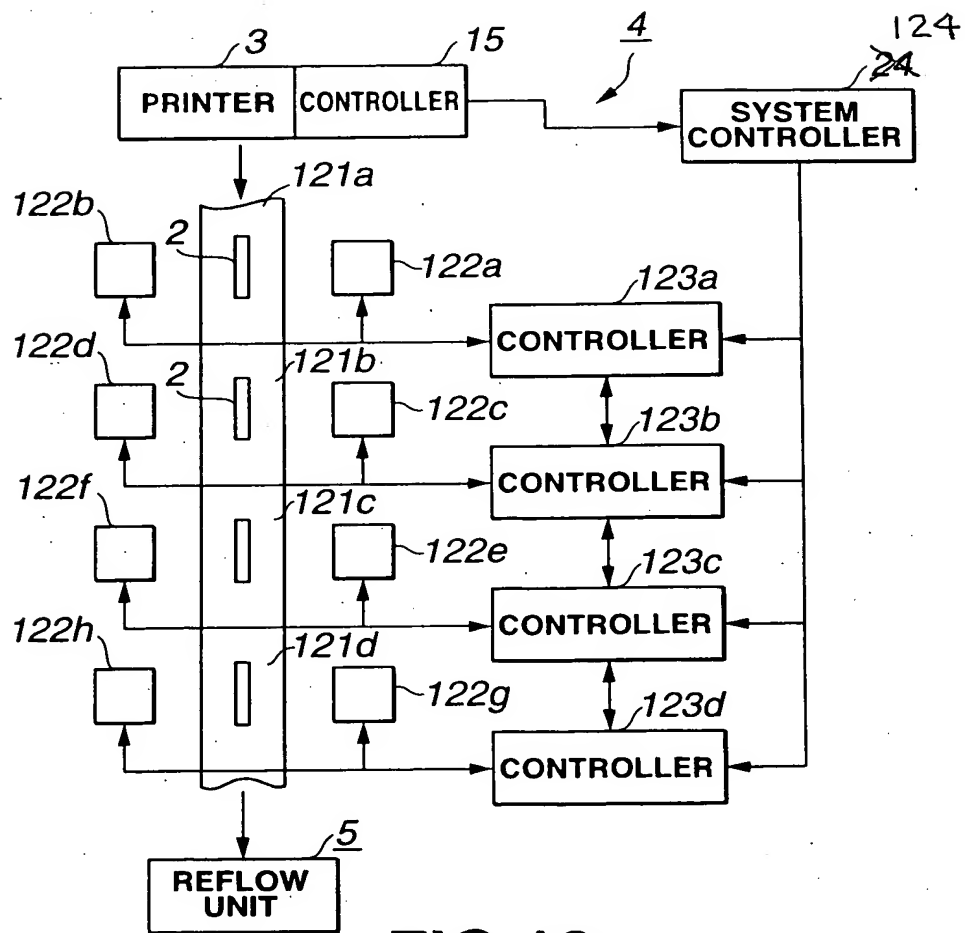 124
3
15
4
24
PRINTER
CONTROLLER
SYSTEM
CONTROLLER
121a
122b
2
122a
123a
CONTROLLER
122d
2
121b
122c
123b
CONTROLLER
122f
121c
122e
123c
CONTROLLER
122h
121d
122g
123d
CONTROLLER
5
REFLOW
UNIT